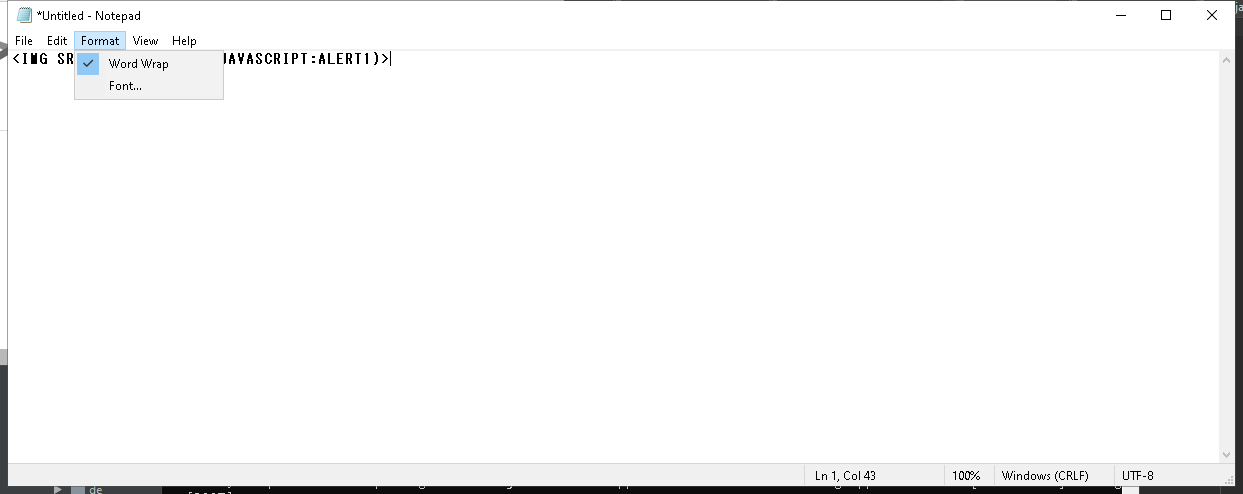 *Untitled - Notepad
File Edit Format View Help
<IMG SR JAVASCRIPT:ALERT1)>
Word Wrap
Font...
Ln 1, Col 43 100% Windows (CRLF) UTF-8
de